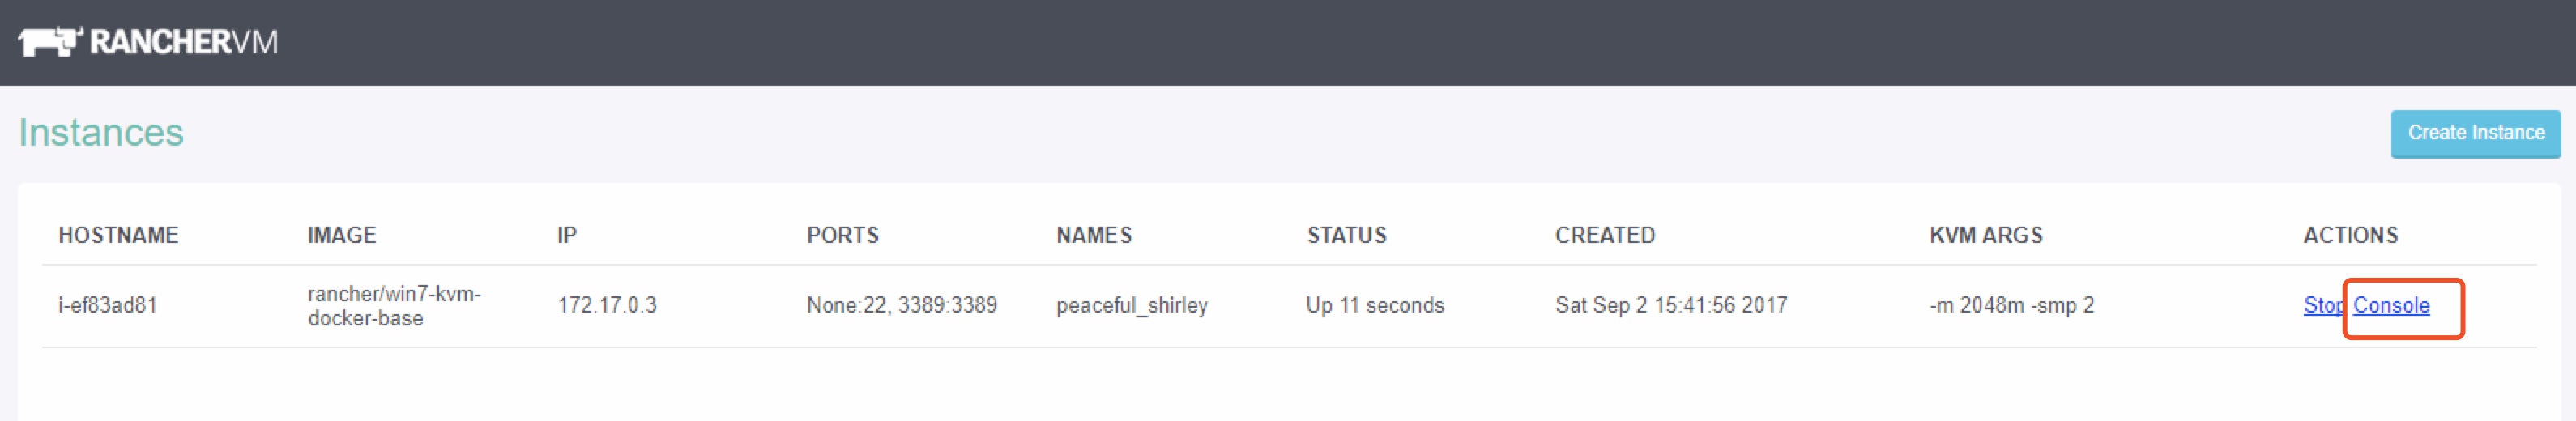 RANCHERVM
Instances
Create Instance
HOSTNAME IMAGE IP PORTS NAMES STATUS CREATED KVM ARGS ACTIONS
i-ef83ad81 rancher/win7-kvm-docker-base 172.17.0.3 None:22, 3389:3389 peaceful_shirley Up 11 seconds Sat Sep 2 15:41:56 2017 -m 2048m -smp 2 Stop Console